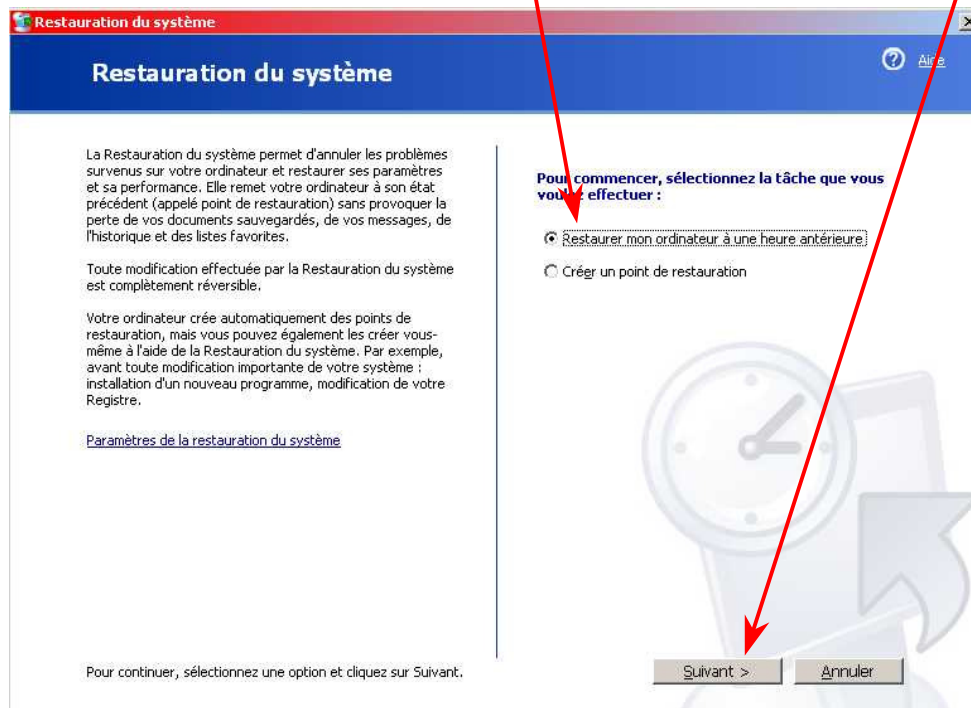 Restauration du système
Restauration du système
Aide
La Restauration du système permet d'annuler les problèmes
survenus sur votre ordinateur et restaurer ses paramètres
et sa performance. Elle remet votre ordinateur à son état
précédent (appelé point de restauration) sans provoquer la
perte de vos documents sauvegardés, de vos messages, de
l'historique et des listes favorites.
Toute modification effectuée par la Restauration du système
est complètement réversible.
Votre ordinateur crée automatiquement des points de
restauration, mais vous pouvez également les créer vous-
même à l'aide de la Restauration du système. Par exemple,
avant toute modification importante de votre système :
installation d'un nouveau programme, modification de votre
Registre.
Paramètres de la restauration du système
Pour continuer, sélectionnez une option et cliquez sur Suivant.
Pour commencer, sélectionnez la tâche que vous
voulez effectuer :
Restaurer mon ordinateur à une heure antérieure
Créer un point de restauration
Suivant >
Annuler